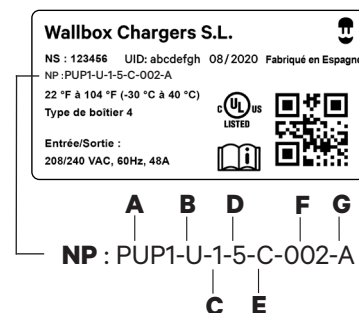 Wallbox Chargers S.L.
NS : 123456 UID: abcdefgh 08/2020 Fabriqué en Espagne
NP :PUP1-U-1-5-C-002-A
22 °F à 104 °F (-30 °C à 40 °C)
Type de boîtier 4
C UL US
LISTED
Entrée/Sortie :
208/240 VAC, 60Hz, 48A
A B D F G
NP : PUP1-U-1-5-C-002-A
C E